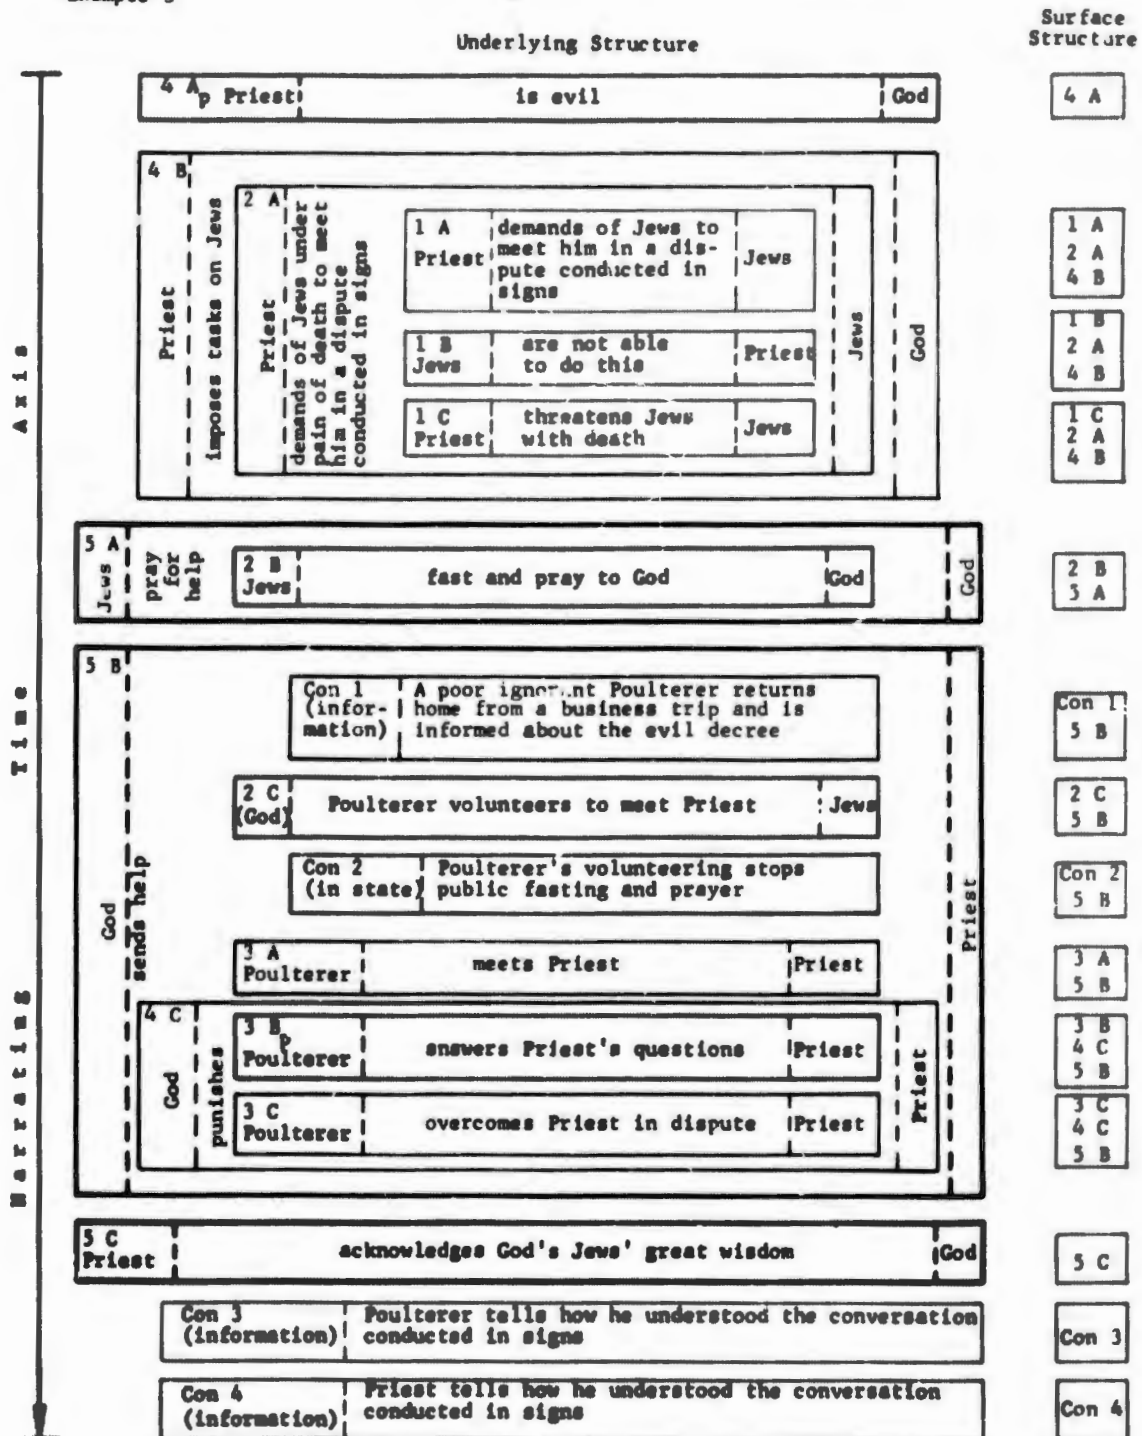 Surface
Structure
Underlying Structure
4 Ap Priest is evil God
4 A
4 B
Priest
imposes tasks on Jews
2 A
Priest
demands of Jews under
pain of death to meet
him in a dispute
conducted in signs
1 A
Priest
demands of Jews to
meet him in a dis-
pute conducted in
signs
Jews
1 B
Jews
are not able
to do this
Priest
1 C
Priest
threatens Jews
with death
Jews
Jews
God
1 A
2 A
4 B
1 B
2 A
4 B
1 C
2 A
4 B
5 A
Jews
pray
for
help
2 B
Jews
fast and pray to God
God
God
2 B
5 A
5 B
God
sends help
Con 1
(infor-
mation)
A poor Poulterer returns
home from a business trip and is
informed about the evil decree
Con 1
5 B
2 C
(God)
Poulterer volunteers to meet Priest
Jews
2 C
5 B
Con 2
(in state)
Poulterer's volunteering stops
public fasting and prayer
Con 2
5 B
Priest
3 A
Poulterer
meets Priest
Priest
3 A
5 B
4 C
God
punishes
3 Bp
Poulterer
answers Priest's questions
Priest
3 B
4 C
5 B
3 C
Poulterer
overcomes Priest in dispute
Priest
Priest
3 C
4 C
5 B
5 C
Priest
acknowledges God's Jews' great wisdom
God
5 C
Con 3
(information)
Poulterer tells how he understood the conversation
conducted in signs
Con 3
Con 4
(information)
Priest tells how he understood the conversation
conducted in signs
Con 4
Narrating Time Axis